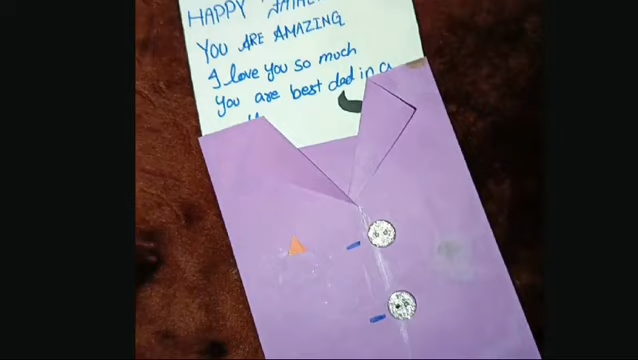 HAPPY
YOU ARE AMAZING
I love you so much
You are best dad in